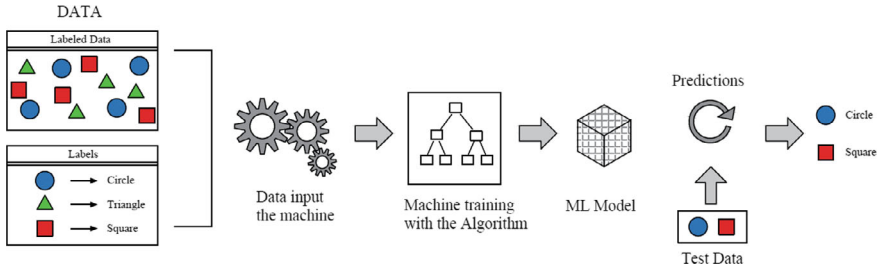 DATA
Labeled Data
Labels
Circle
Triangle
Square
Data input
the machine
Machine training
with the Algorithm
ML Model
Predictions
Test Data
Circle
Square